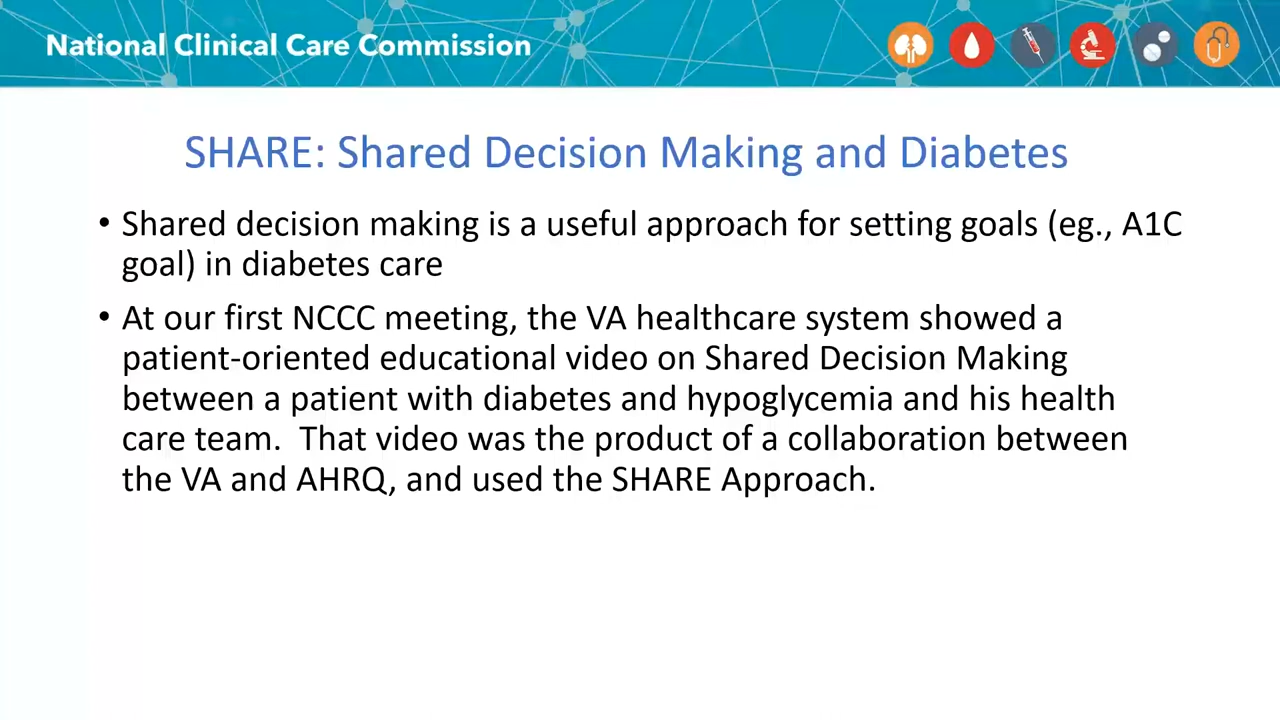 National Clinical Care Commission
SHARE: Shared Decision Making and Diabetes
• Shared decision making is a useful approach for setting goals (eg., A1C
goal) in diabetes care
• At our first NCCC meeting, the VA healthcare system showed a
patient-oriented educational video on Shared Decision Making
between a patient with diabetes and hypoglycemia and his health
care team.  That video was the product of a collaboration between
the VA and AHRQ, and used the SHARE Approach.